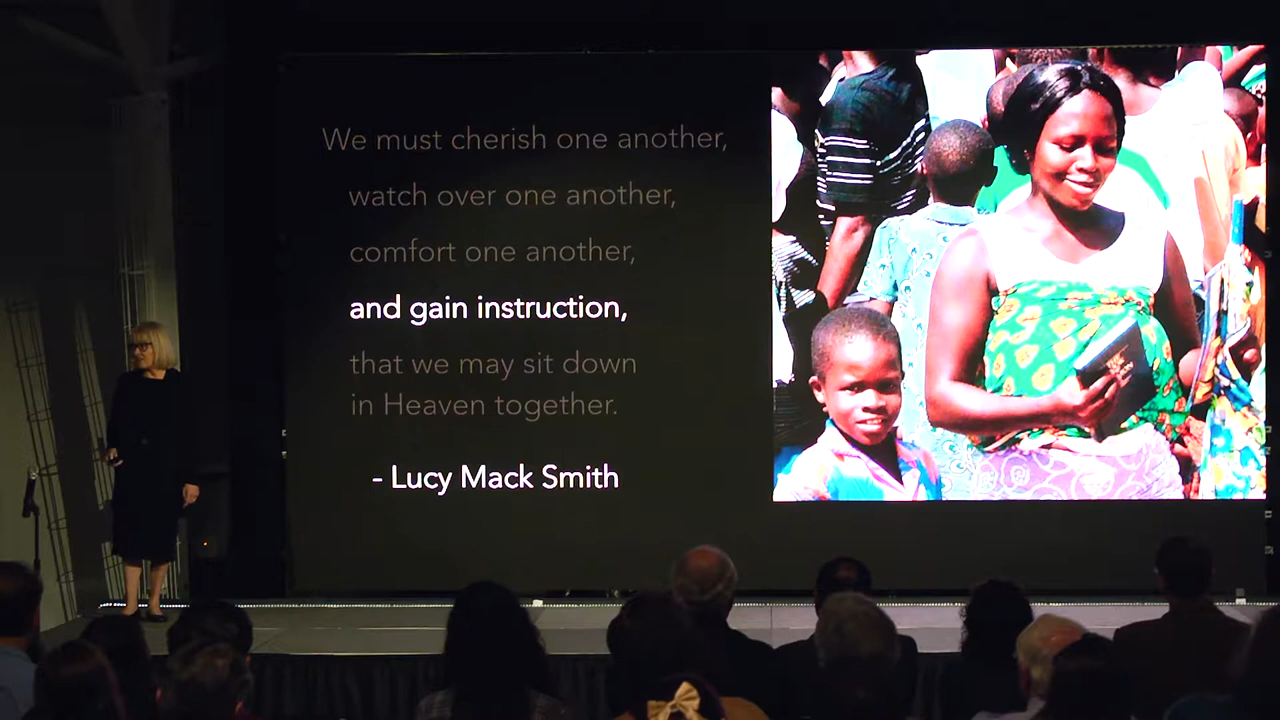 We must cherish one another,
watch over one another,
comfort one another,
and gain instruction,
that we may sit down
in Heaven together.
- Lucy Mack Smith